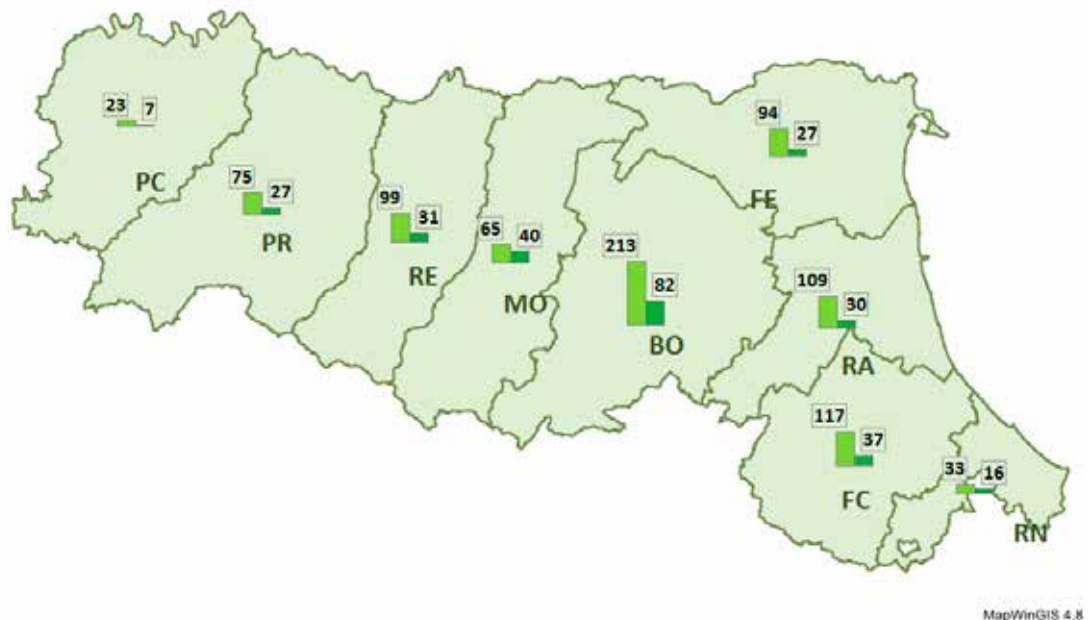 23 7
PC
75 27
PR
99 31
RE
65 40
MO
213 82
BO
94 27
FE
109 30
RA
117 37
FC
33 16
RN
MapWinGIS 4.8